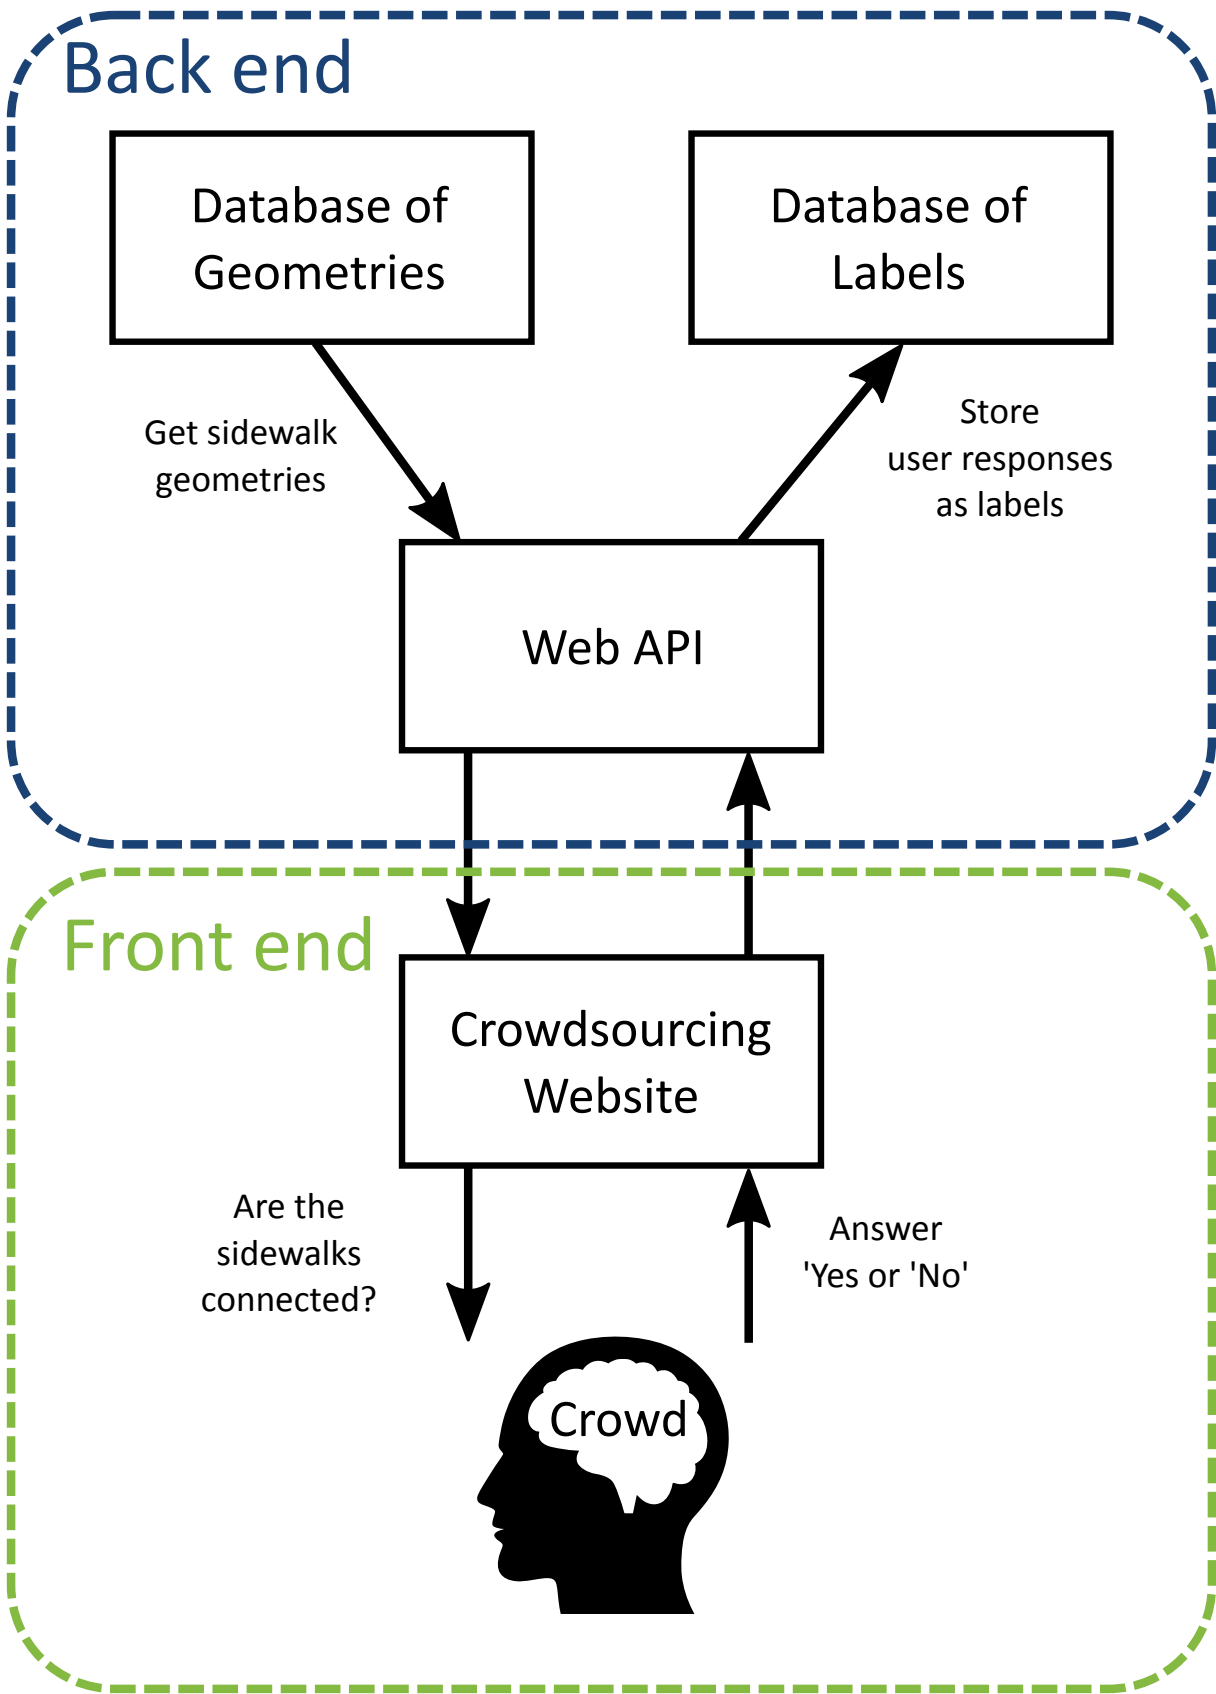 Back end
Database of
Geometries
Database of
Labels
Get sidewalk
geometries
Store
user responses
as labels
Web API
Front end
Crowdsourcing
Website
Are the
sidewalks
connected?
Answer
'Yes or 'No'
Crowd